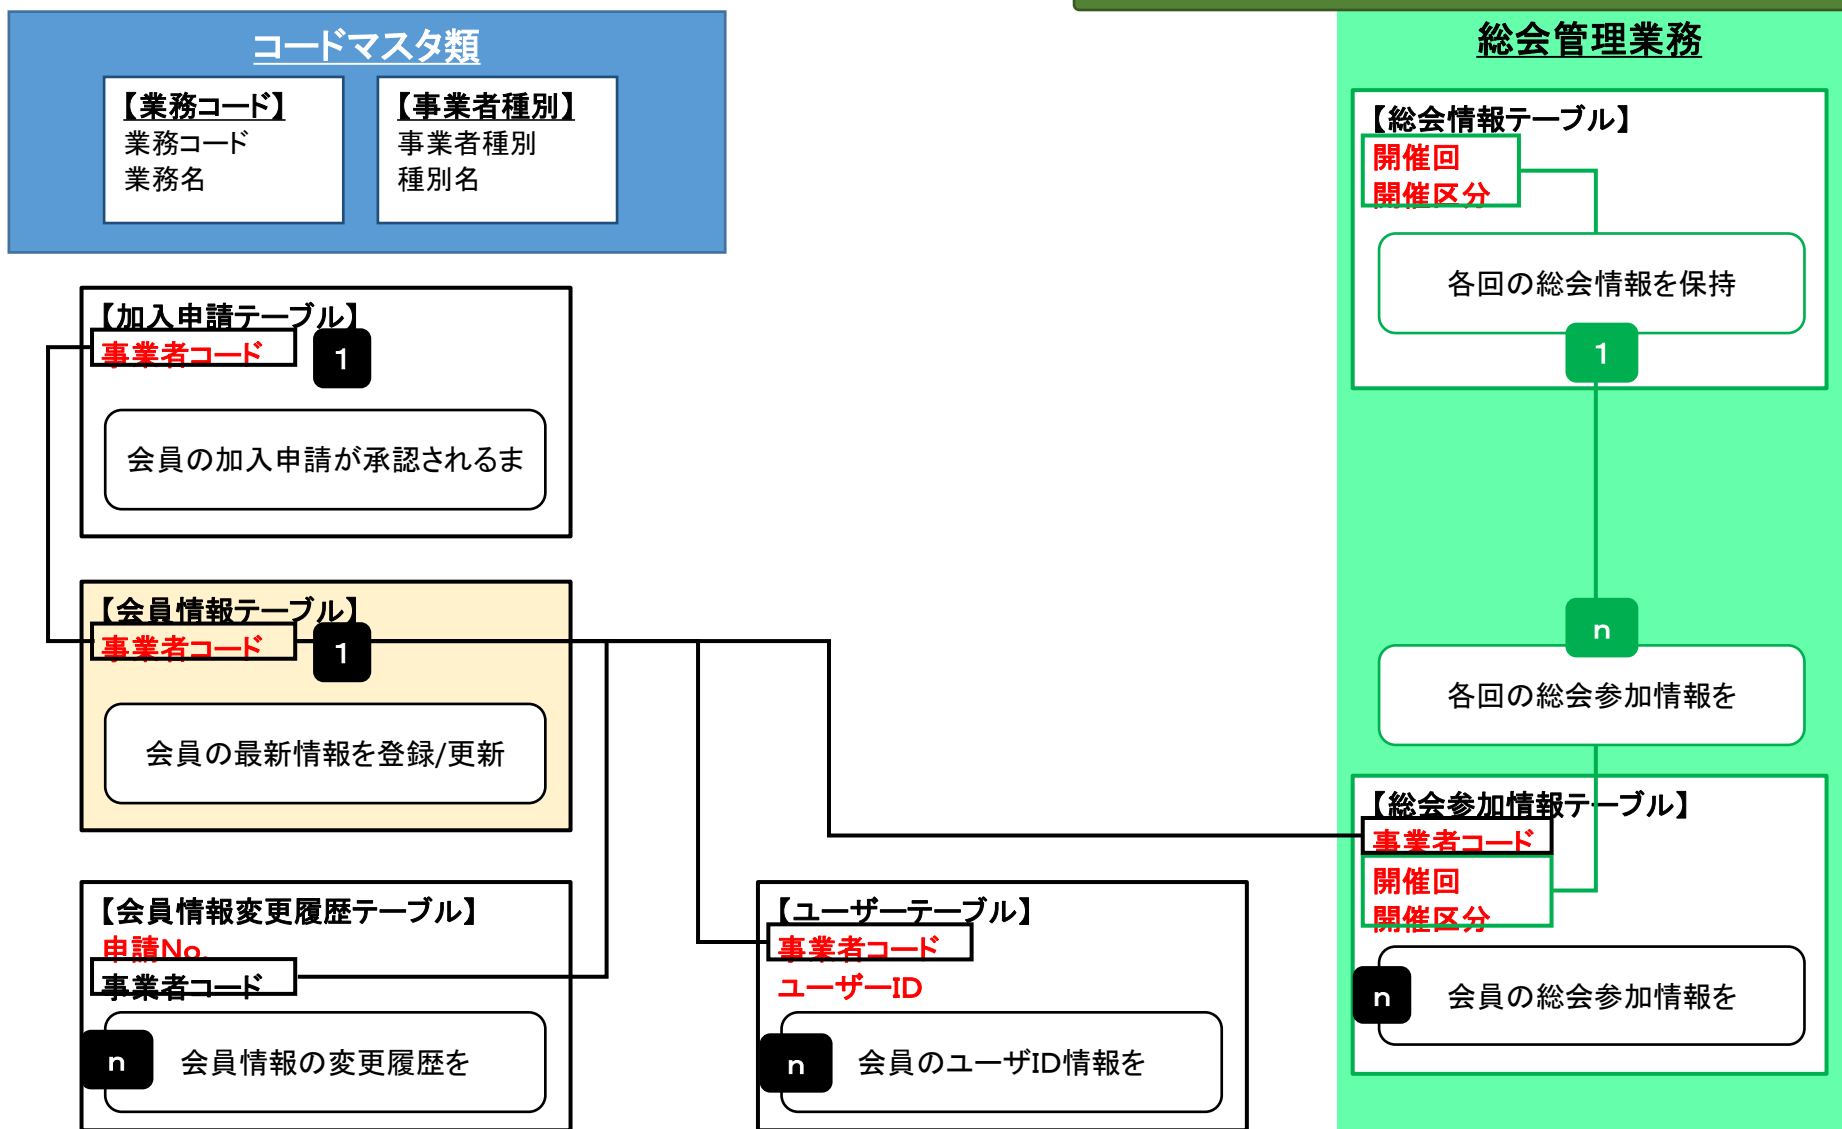 コードマスタ類
【業務コード】
業務コード
業務名
【事業者種別】
事業者種別
種別名
総会管理業務
【総会情報テーブル】
開催回
開催区分
各回の総会情報を保持
1
【加入申請テーブル】
事業者コード
1
会員の加入申請が承認されるま
【会員情報テーブル】
事業者コード
1
会員の最新情報を登録/更新
n
各回の総会参加情報を
【総会参加情報テーブル】
事業者コード
開催回
開催区分
n
会員の総会参加情報を
【会員情報変更履歴テーブル】
申請No.
事業者コード
n
会員情報の変更履歴を
【ユーザーテーブル】
事業者コード
ユーザーID
n
会員のユーザID情報を